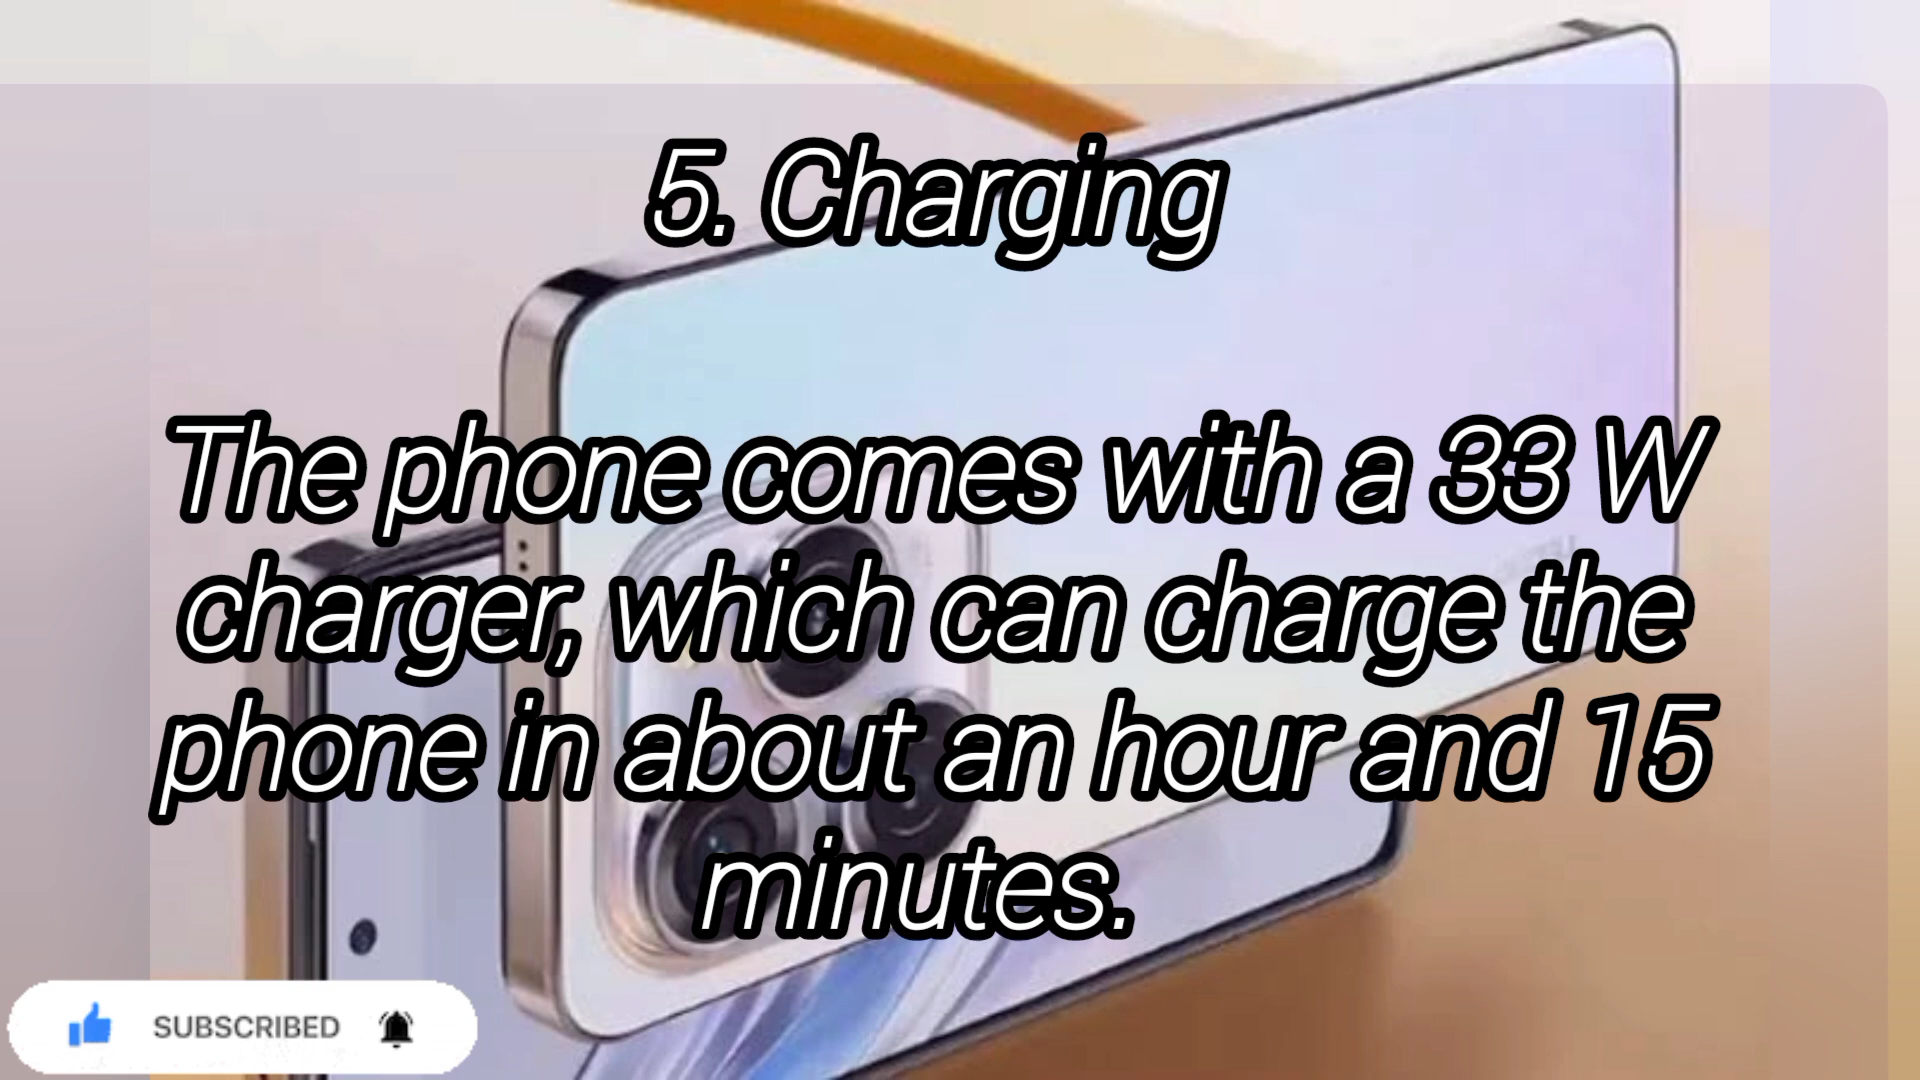 5. Charging
The phone comes with a 33 W
charger, which can charge the
phone in about an hour and 15
minutes.
SUBSCRIBED